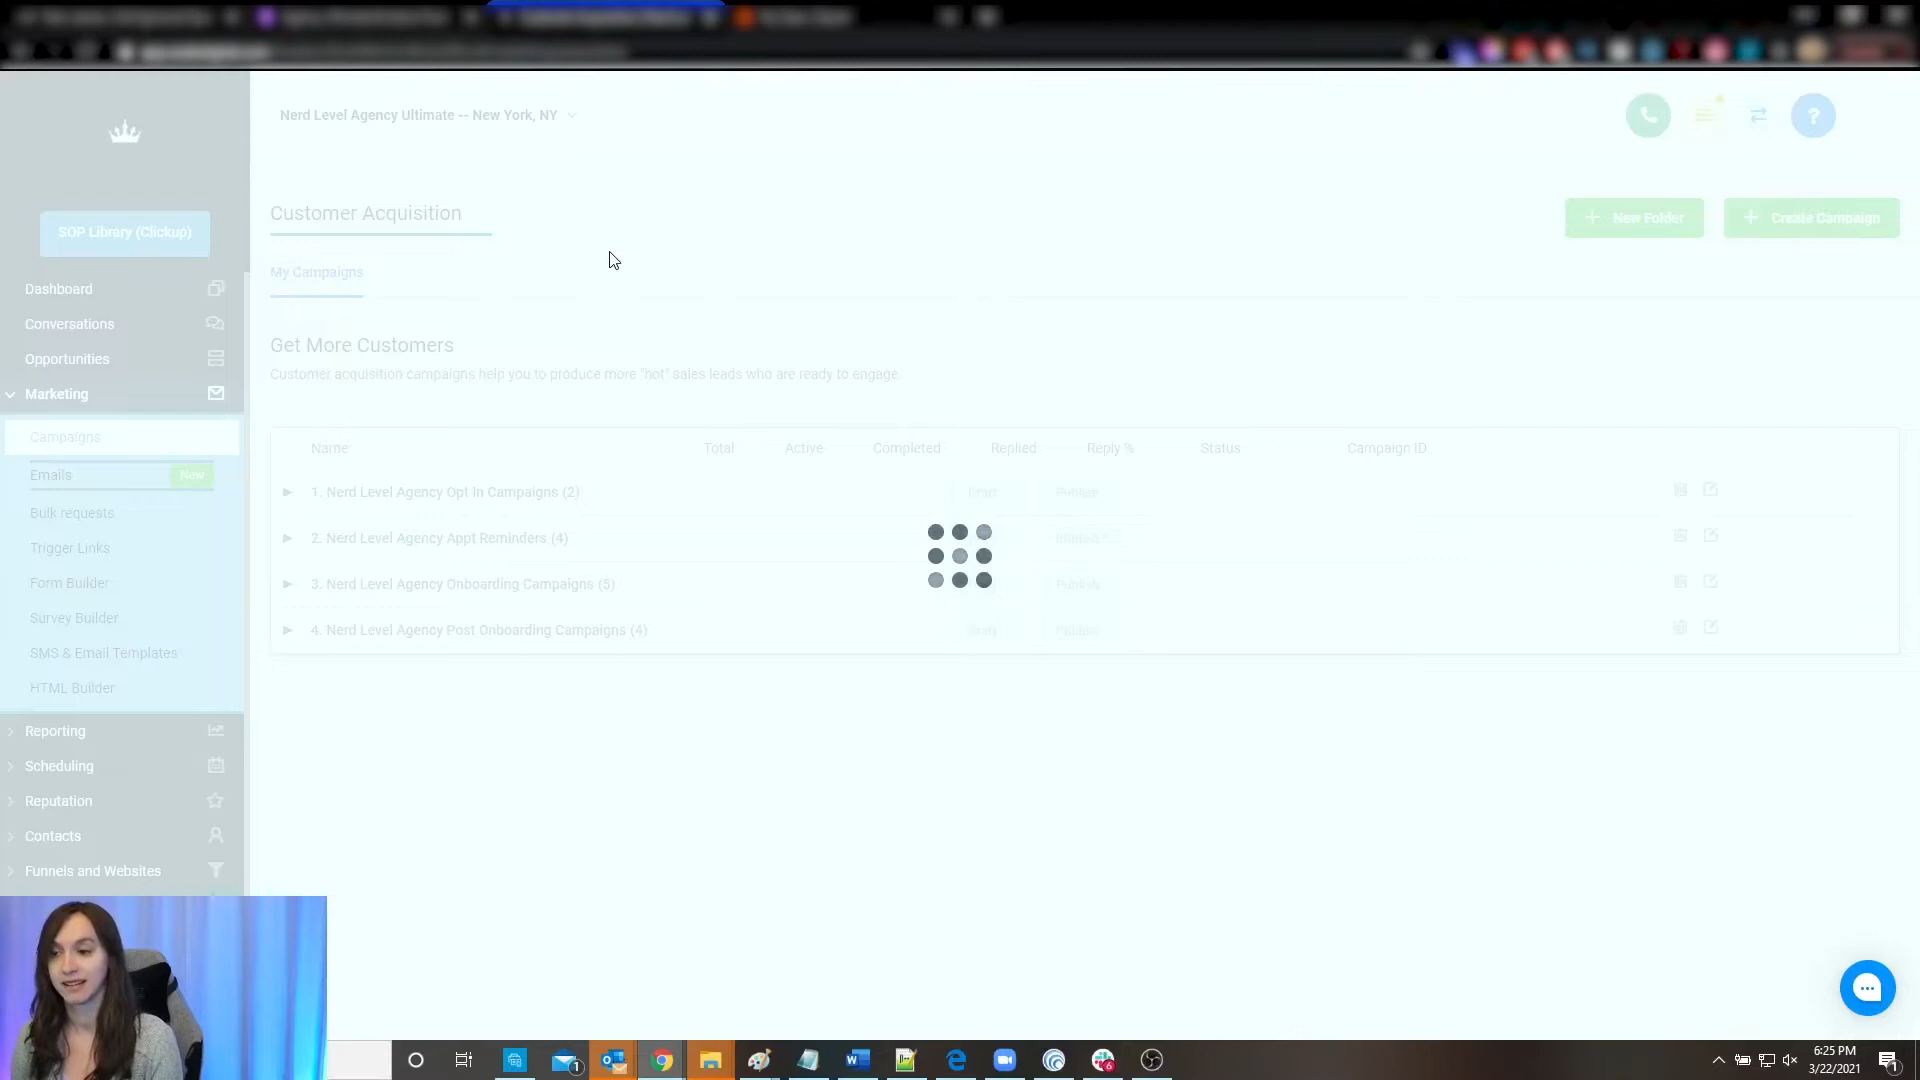 Nerd Level Agency Ultimate -- New York, NY
SOP Library (Clickup)
Dashboard
Conversations
Opportunities
Marketing
Campaigns
Emails
New
Bulk requests
Trigger Links
Form Builder
Survey Builder
SMS & Email Templates
HTML Builder
Reporting
Scheduling
Reputation
Contacts
Funnels and Websites
Customer Acquisition
New Folder
Create Campaign
My Campaigns
Get More Customers
Customer acquisition campaigns help you to produce more "hot" sales leads who are ready to engage.
Name Total Active Completed Replied Reply % Status Campaign ID
1. Nerd Level Agency Opt In Campaigns (2)
Draft Publish
2. Nerd Level Agency Appt Reminders (4)
3. Nerd Level Agency Onboarding Campaigns (5)
Publish
4. Nerd Level Agency Post Onboarding Campaigns (4)
Draft Publish
6:25 PM
3/22/2021